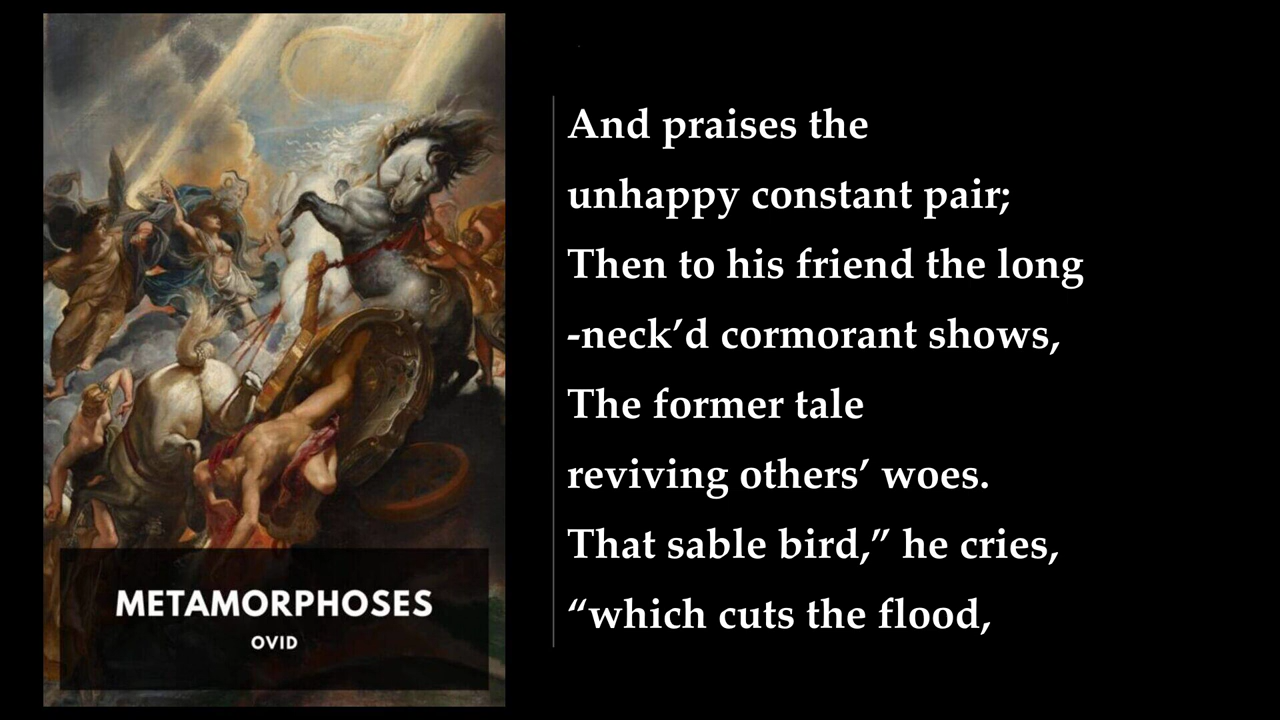 METAMORPHOSES
OVID
And praises the
unhappy constant pair;
Then to his friend the long
-neck’d cormorant shows,
The former tale
reviving others’ woes.
That sable bird,” he cries,
“which cuts the flood,